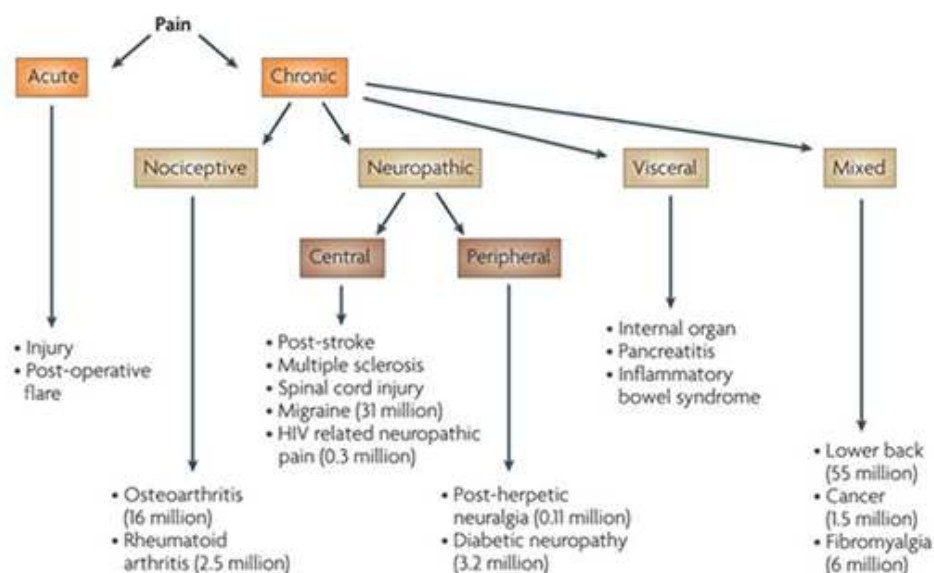 Pain
Acute
Chronic
Nociceptive
Neuropathic
Visceral
Mixed
Central
Peripheral
• Injury
• Post-operative
flare
• Post-stroke
• Multiple sclerosis
• Spinal cord injury
• Migraine (31 million)
• HIV related neuropathic
pain (0.3 million)
• Internal organ
• Pancreatitis
• Inflammatory
bowel syndrome
• Osteoarthritis
(16 million)
• Rheumatoid
arthritis (2.5 million)
• Post-herpetic
neuralgia (0.11 million)
• Diabetic neuropathy
(3.2 million)
• Lower back
(55 million)
• Cancer
(1.5 million)
• Fibromyalgia
(6 million)